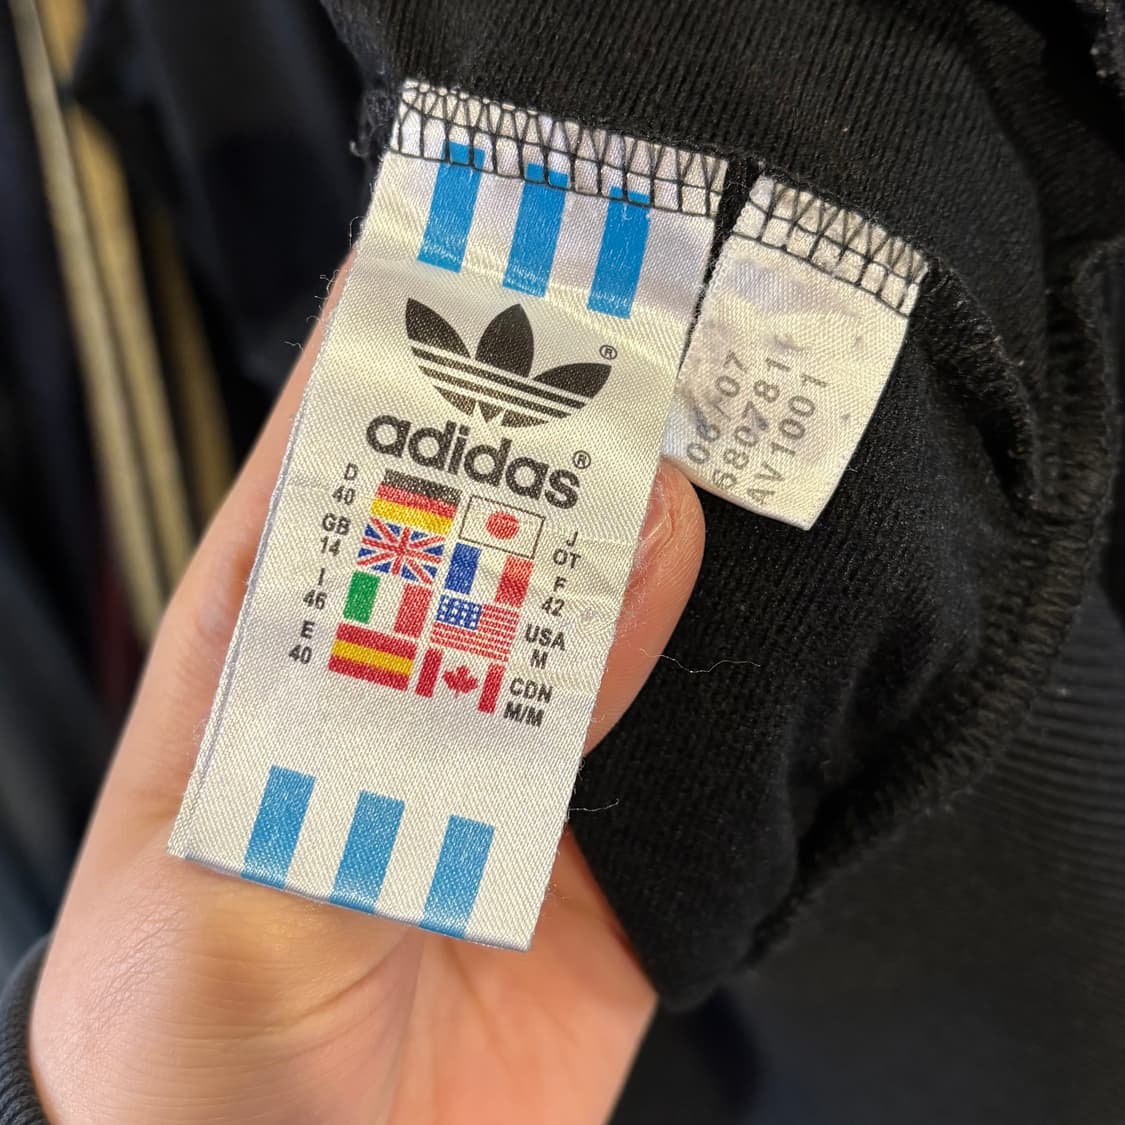 ®
adidas®
D
40
GB
14
I
46
E
40
J
OT
F
42
USA
M
CDN
M/M
06/07
680781
AV1001